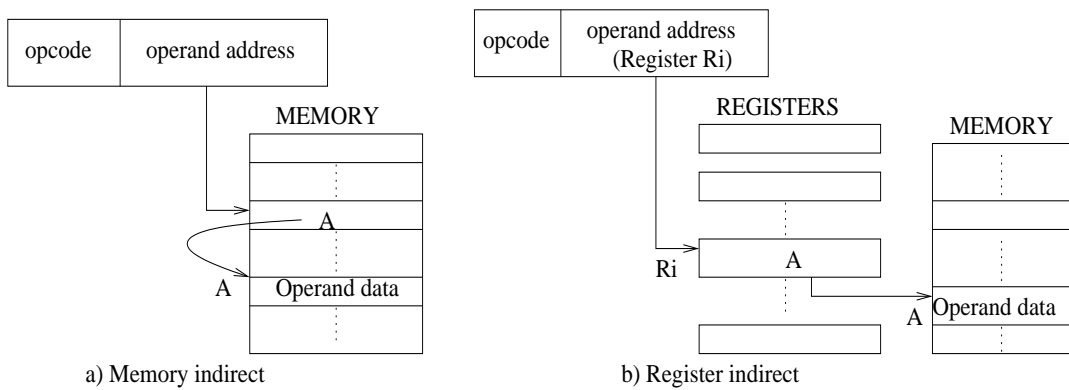 opcode
operand address
MEMORY
A
A
Operand data
a) Memory indirect
opcode
operand address
(Register Ri)
REGISTERS
MEMORY
Ri
A
A
Operand data
b) Register indirect